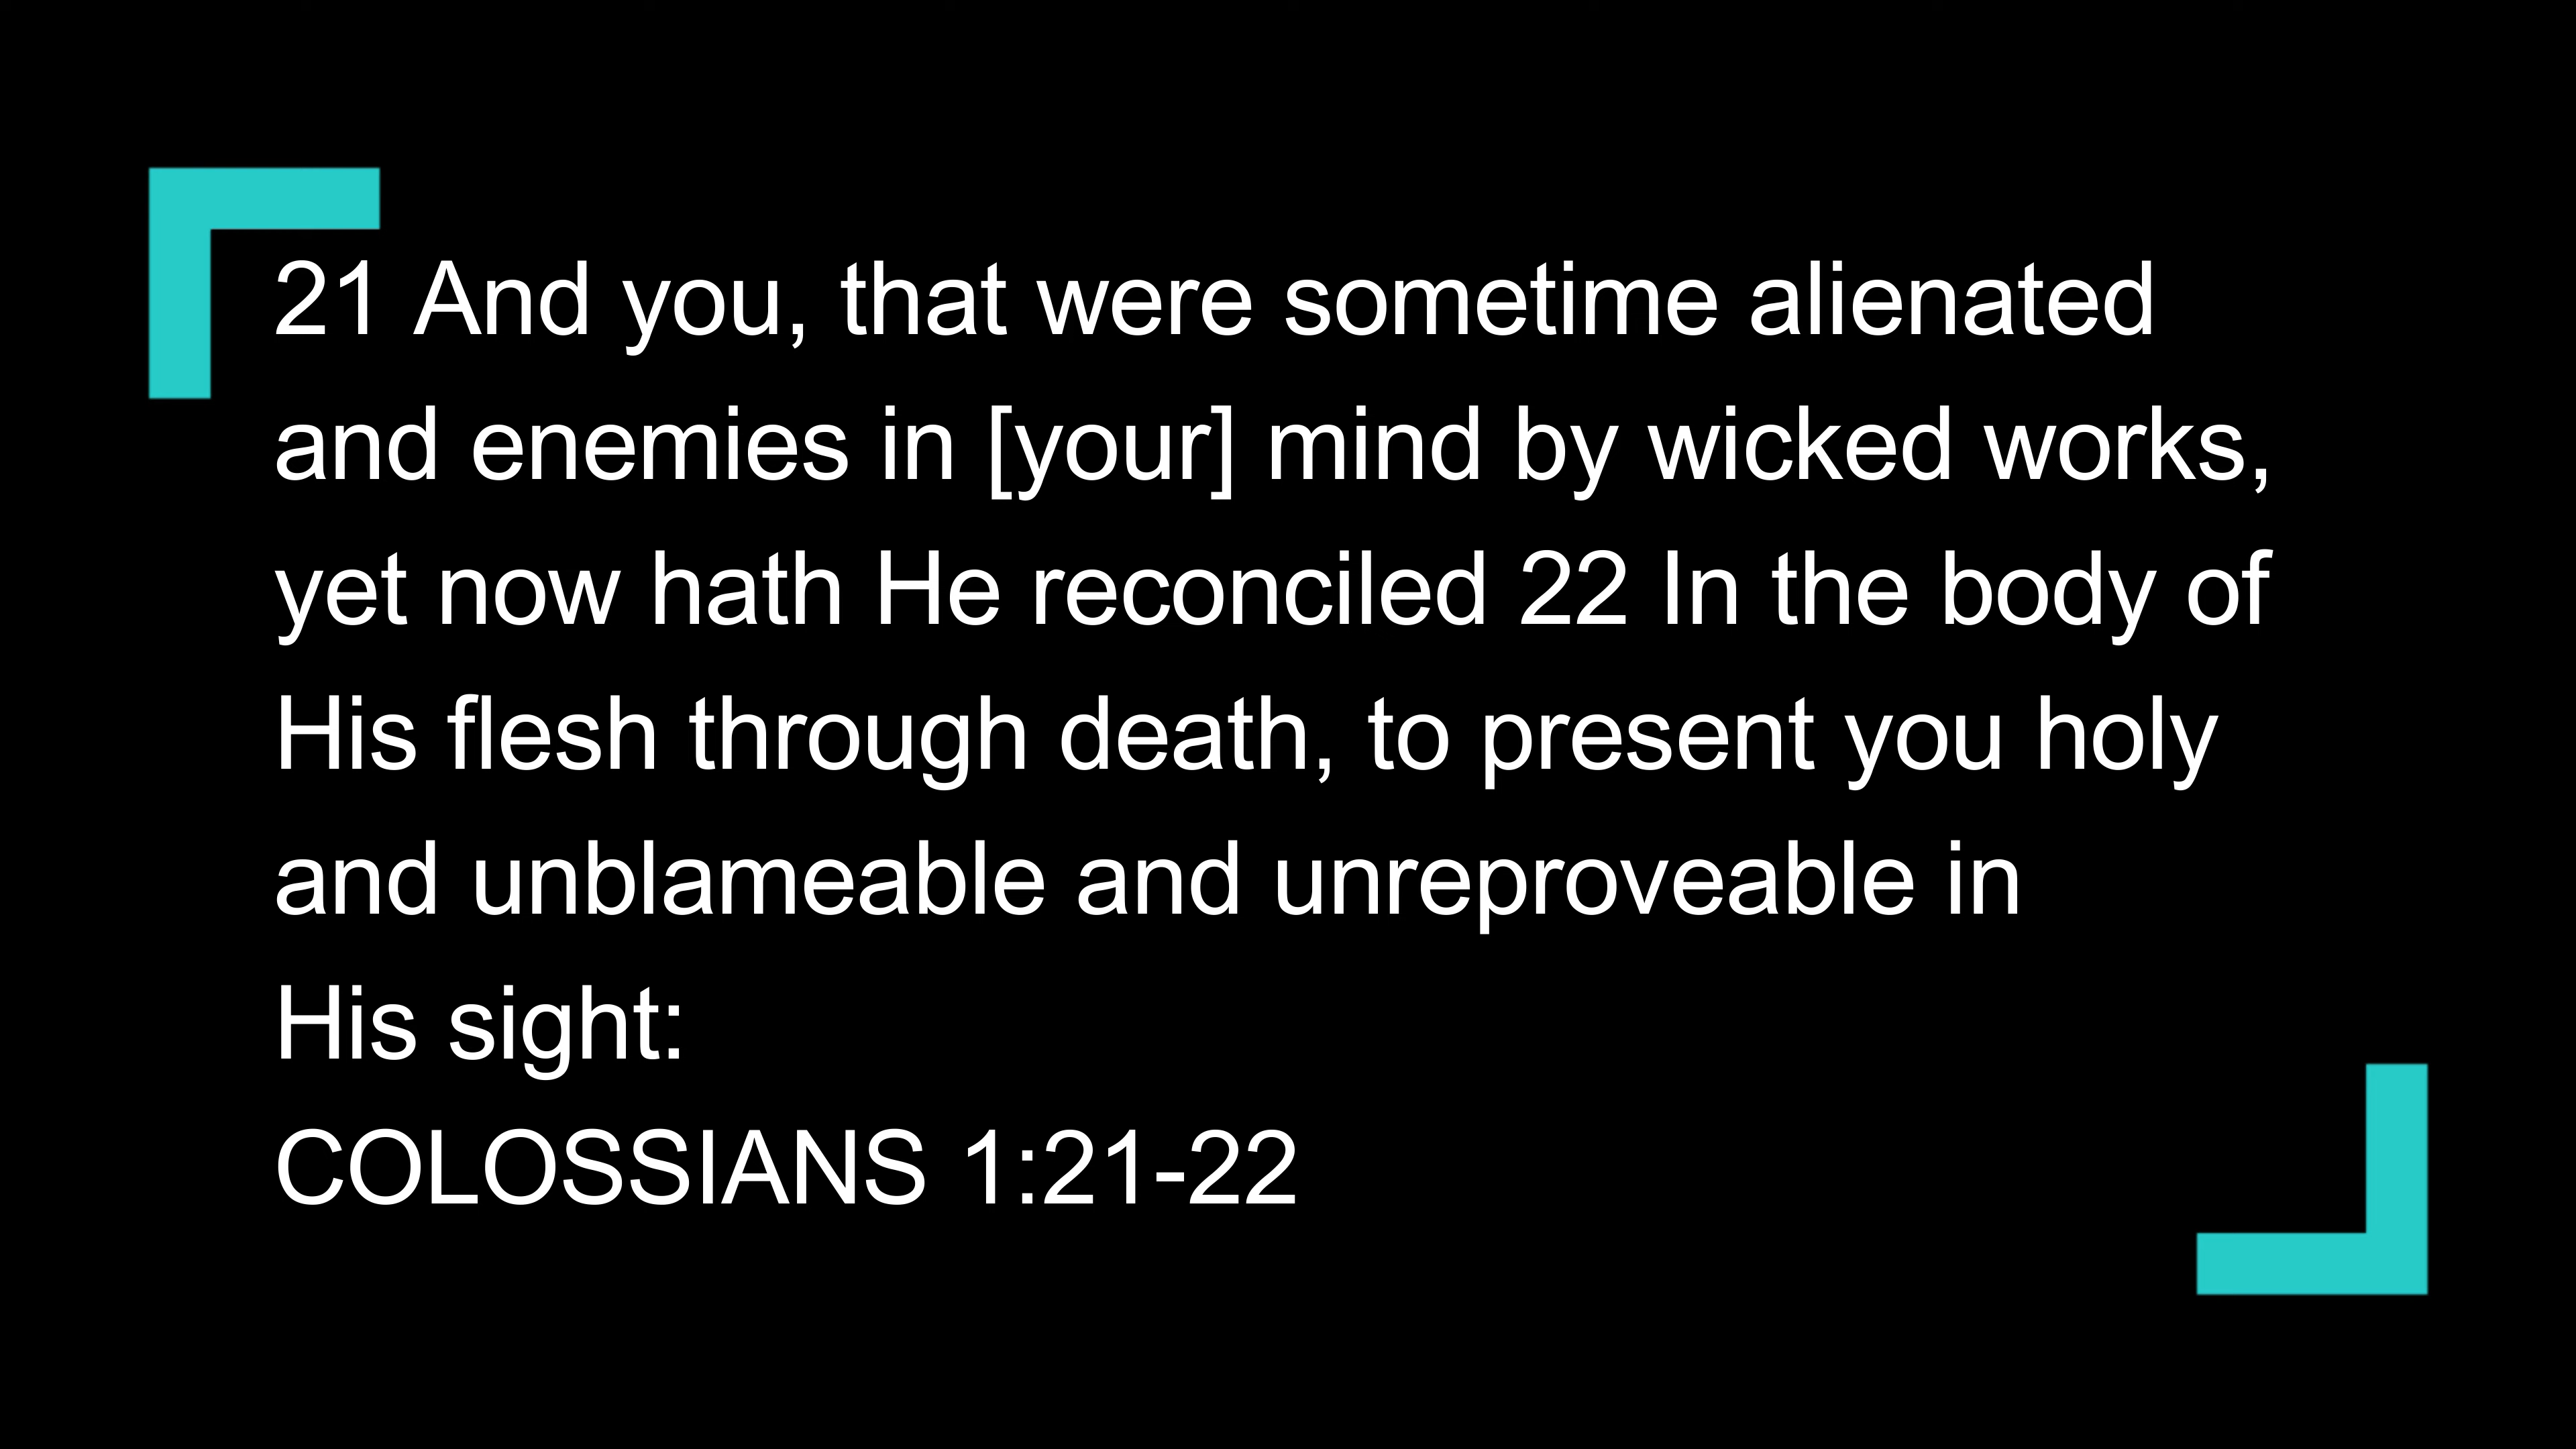 21 And you, that were sometime alienated
and enemies in [your] mind by wicked works,
yet now hath He reconciled 22 In the body of
His flesh through death, to present you holy
and unblameable and unreproveable in
His sight:
COLOSSIANS 1:21-22